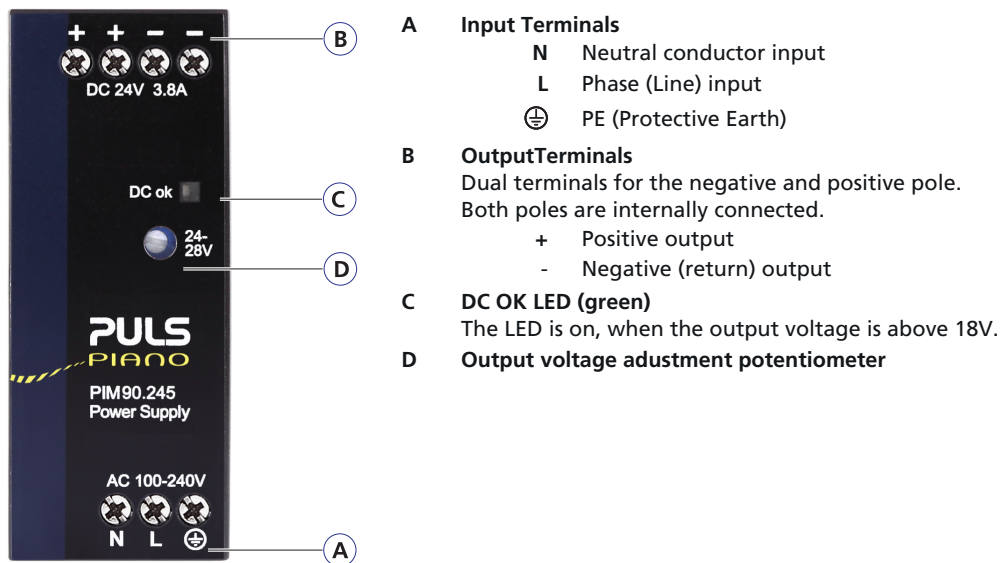 + + − −
DC 24V 3.8A
DC ok
24-
28V
PULS
PIANO
PIM90.245
Power Supply
AC 100-240V
N L
B
C
D
A
A Input Terminals
N Neutral conductor input
L Phase (Line) input
PE (Protective Earth)
B OutputTerminals
Dual terminals for the negative and positive pole.
Both poles are internally connected.
+ Positive output
- Negative (return) output
C DC OK LED (green)
The LED is on, when the output voltage is above 18V.
D Output voltage adustment potentiometer